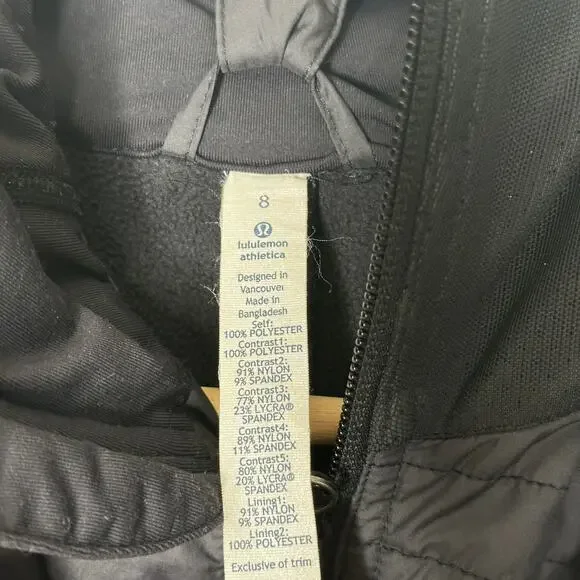 8
lululemon
athletica
Designed in
Vancouver
Made in
Bangladesh
Self:
100% POLYESTER
Contrast1:
100% POLYESTER
Contrast2:
91% NYLON
9% SPANDEX
Contrast3:
77% NYLON
23% LYCRA®
SPANDEX
Contrast4:
89% NYLON
11% SPANDEX
Contrast5:
80% NYLON
20% LYCRA®
SPANDEX
Lining1:
91% NYLON
9% SPANDEX
Lining2:
100% POLYESTER
Exclusive of trim